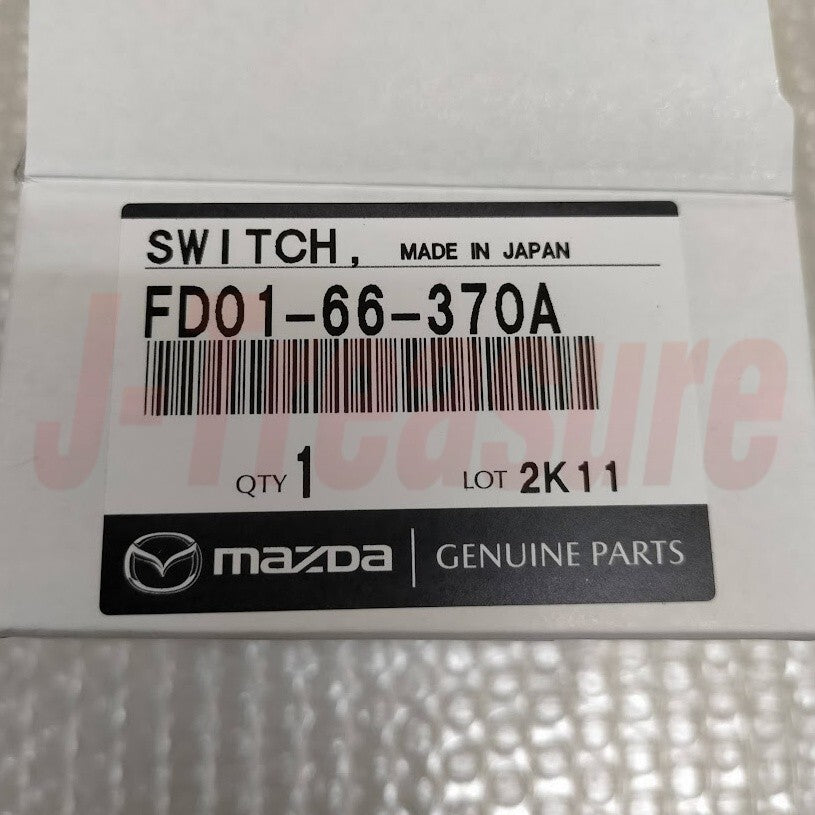 SWITCH, MADE IN JAPAN
FD01-66-370A
J-Treasure
QTY 1 LOT 2K11
mazda GENUINE PARTS